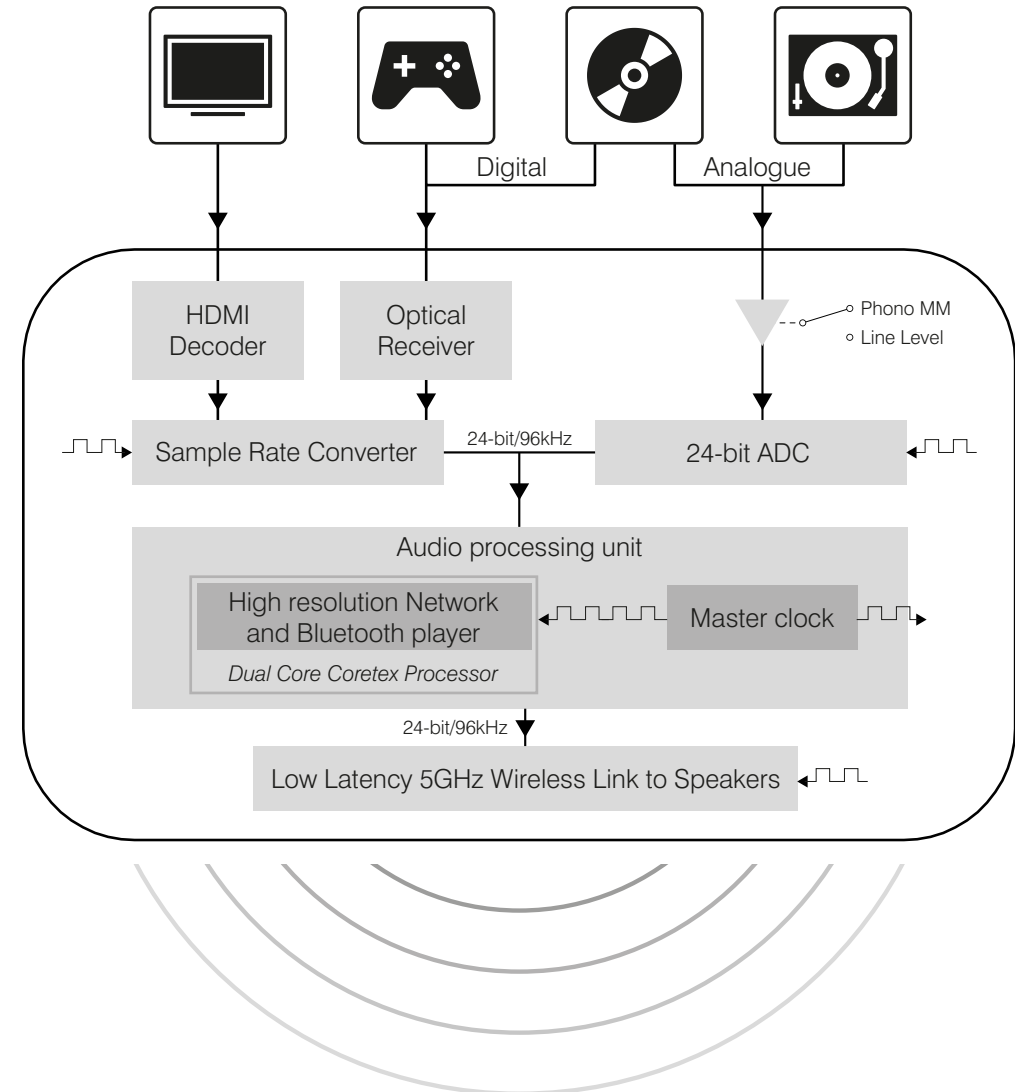 Digital
Analogue
HDMI
Decoder
Optical
Receiver
Phono MM
Line Level
Sample Rate Converter
24-bit/96kHz
24-bit ADC
Audio processing unit
High resolution Network
and Bluetooth player
Master clock
Dual Core Coretex Processor
24-bit/96kHz
Low Latency 5GHz Wireless Link to Speakers